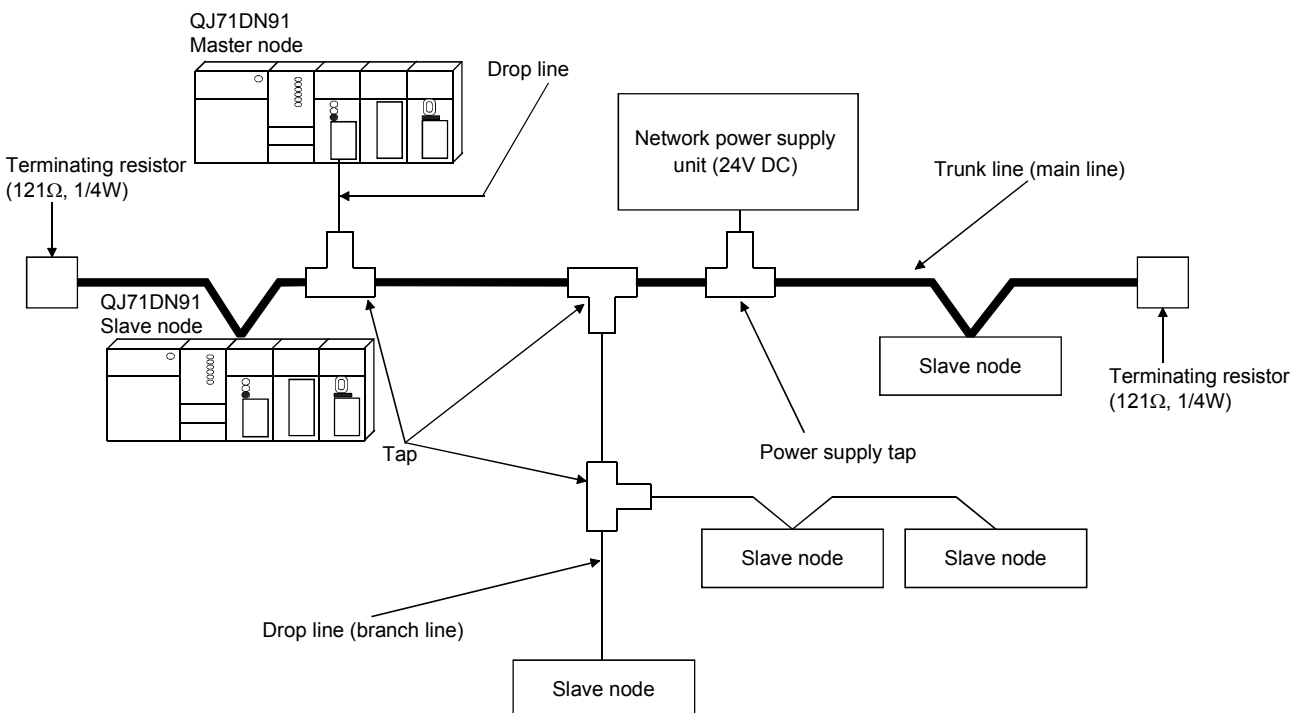 QJ71DN91
Master node
Drop line
Terminating resistor
(121Ω, 1/4W)
Network power supply
unit (24V DC)
Trunk line (main line)
QJ71DN91
Slave node
Slave node
Terminating resistor
(121Ω, 1/4W)
Tap
Power supply tap
Slave node
Slave node
Drop line (branch line)
Slave node